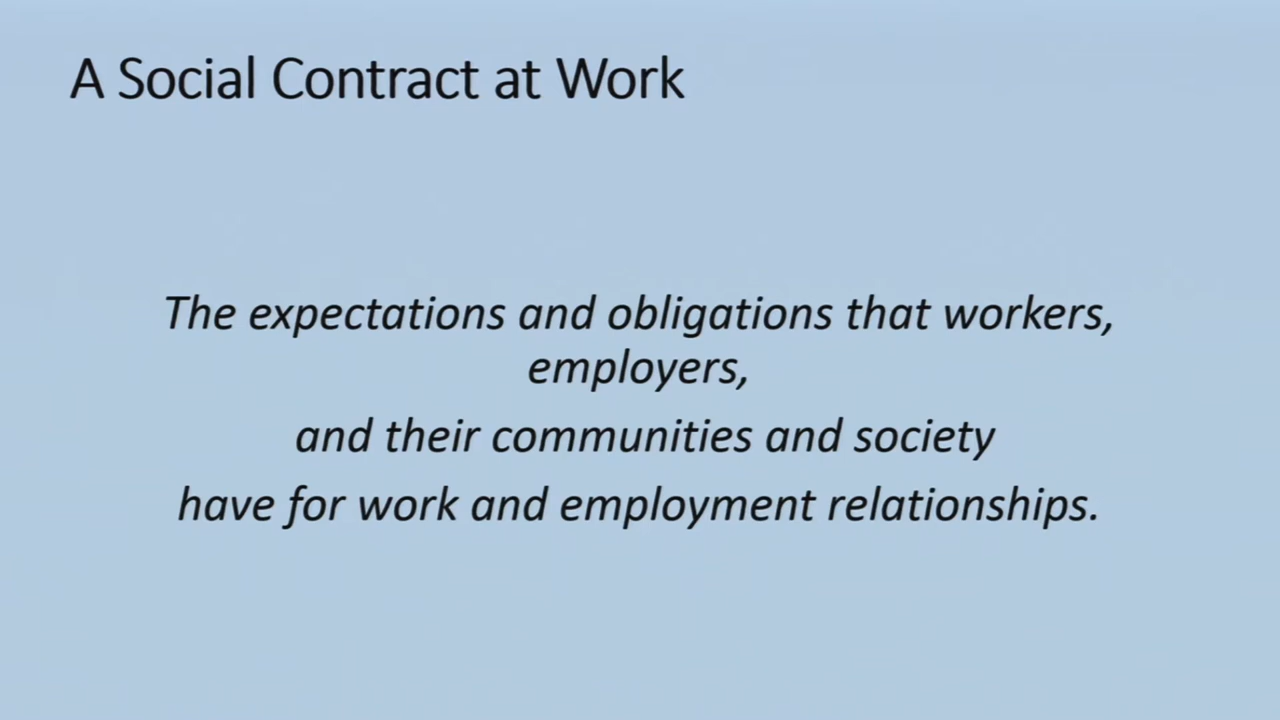 A Social Contract at Work
The expectations and obligations that workers,
employers,
and their communities and society
have for work and employment relationships.